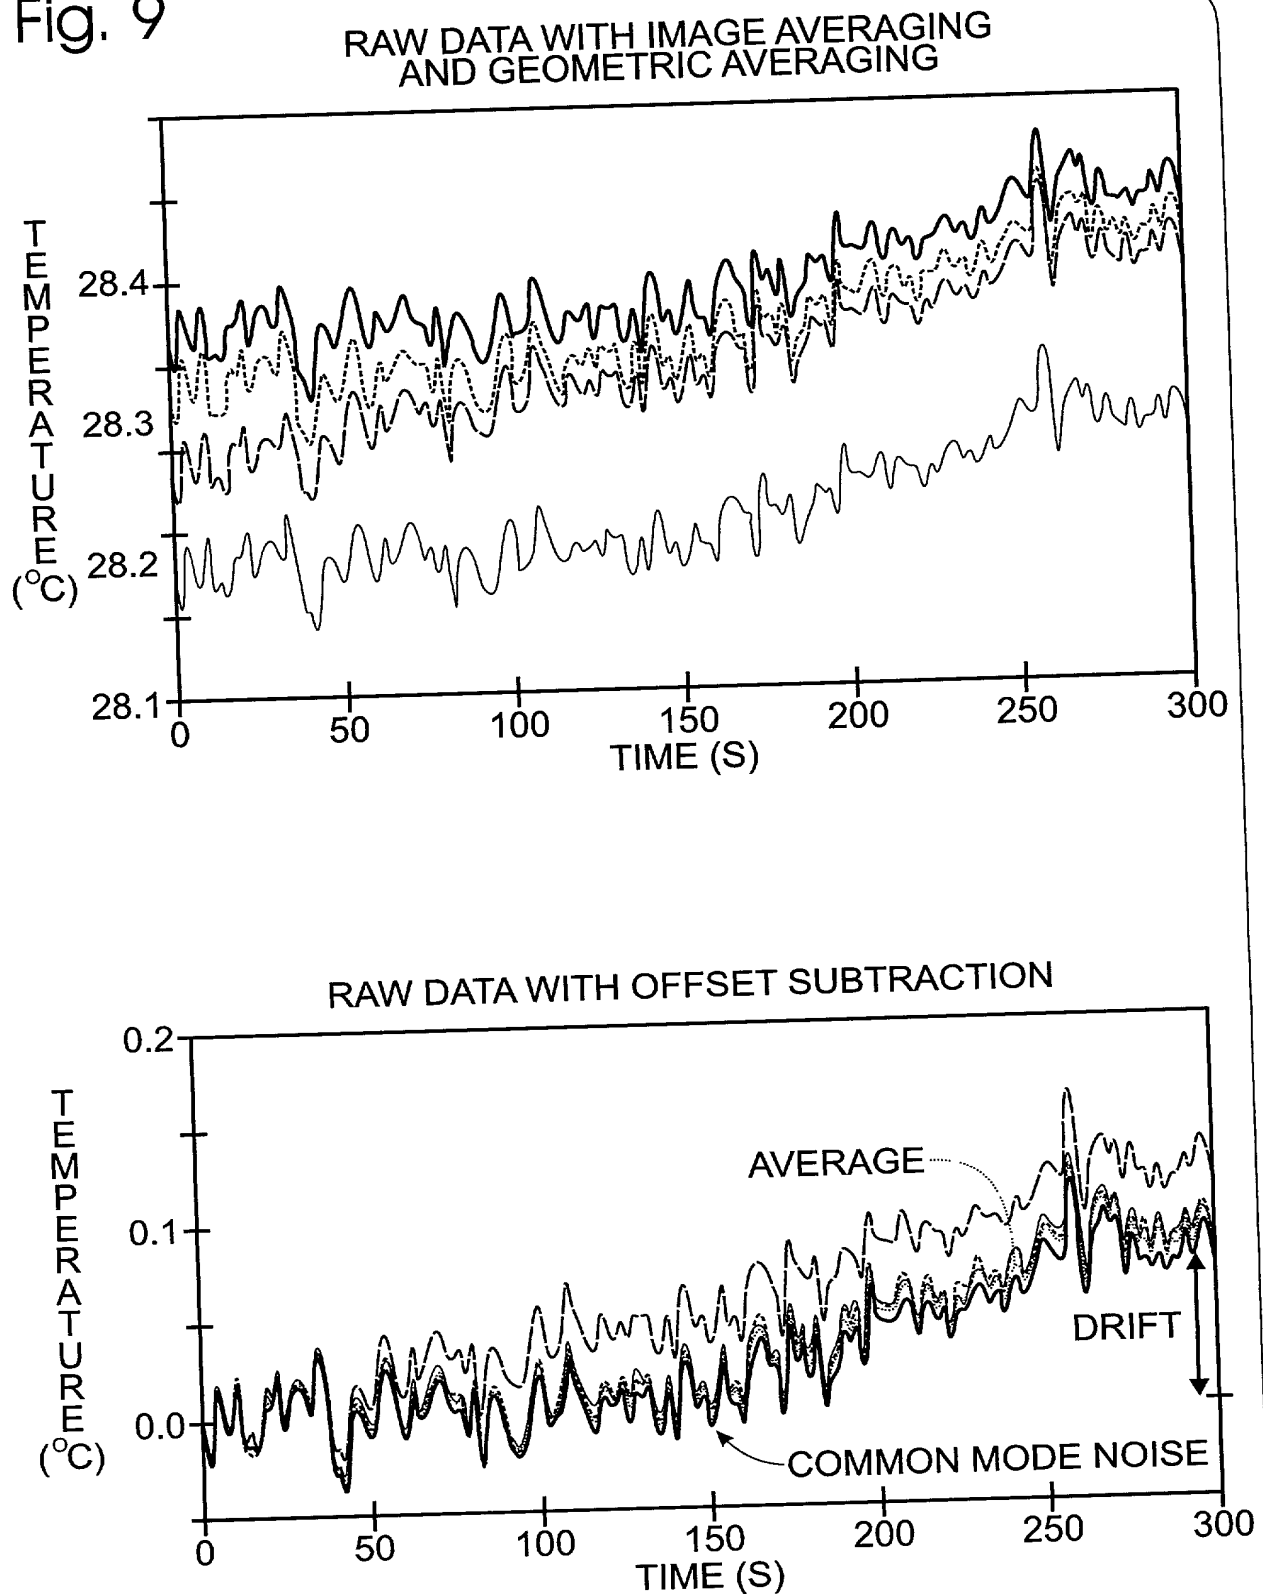 Fig. 9
RAW DATA WITH IMAGE AVERAGING
AND GEOMETRIC AVERAGING
TEMPERATURE
(°C)
28.4
28.3
28.2
28.1
0 50 100 150 200 250 300
TIME (S)
RAW DATA WITH OFFSET SUBTRACTION
TEMPERATURE
(°C)
0.2
0.1
0.0
AVERAGE
DRIFT
COMMON MODE NOISE
0 50 100 150 200 250 300
TIME (S)